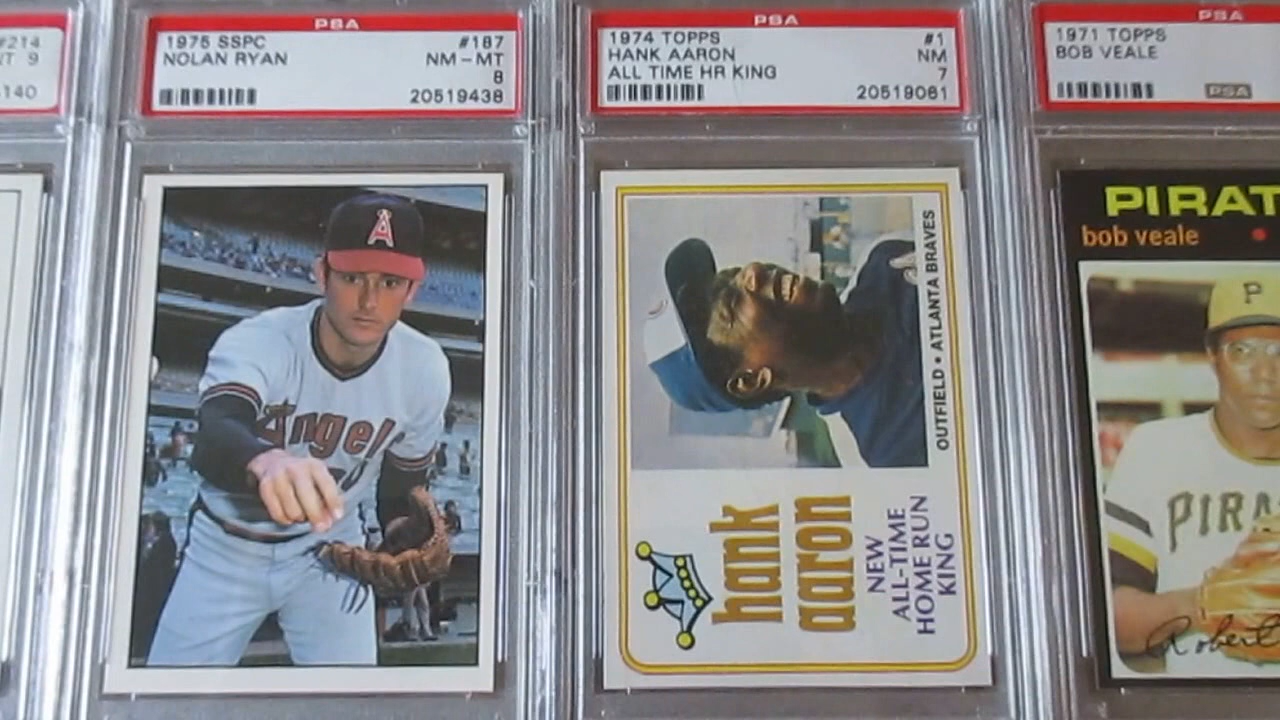 #214
9
140
PSA
1975 SSPC #187
NOLAN RYAN NM-MT
8
20519438
A
Angels
PSA
1974 TOPPS #1
HANK AARON NM
ALL TIME HR KING 7
20519061
OUTFIELD • ATLANTA BRAVES
hank
aaron
NEW
ALL-TIME
HOME RUN
KING
PSA
1971 TOPPS
BOB VEALE
PSA
PIRAT
bob veale
P
PIRA
Robert